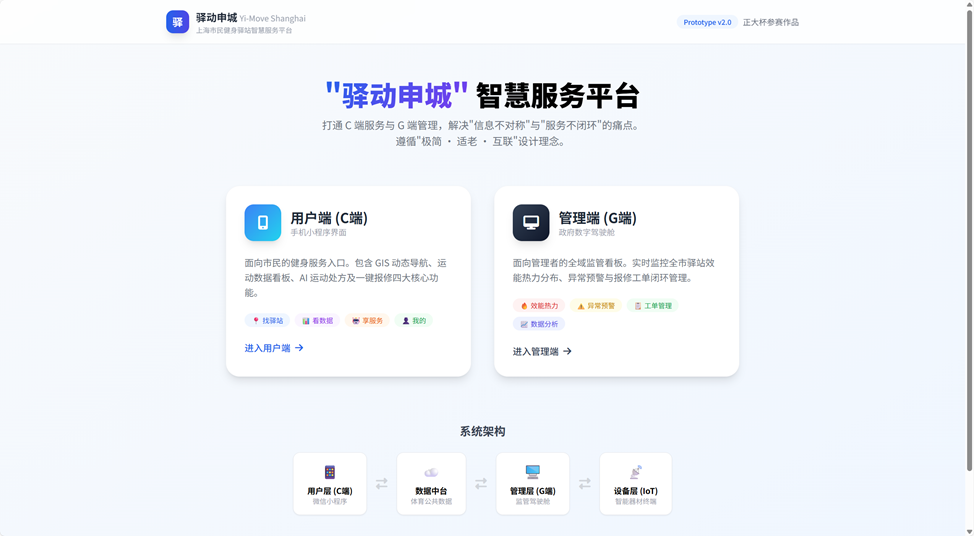 驿
驿动申城 Yi-Move Shanghai
上海市民健身驿站智慧服务平台
Prototype v2.0
正大杯参赛作品
"驿动申城" 智慧服务平台
打通 C 端服务与 G 端管理，解决"信息不对称"与"服务不闭环"的痛点。
遵循"极简 · 适老 · 互联"设计理念。
用户端 (C端)
手机小程序界面
面向市民的健身服务入口。包含 GIS 动态导航、运
动数据看板、AI 运动处方及一键报修四大核心功
能。
找驿站
看数据
享服务
我的
进入用户端 →
管理端 (G端)
政府数字驾驶舱
面向管理者的全域监管看板。实时监控全市驿站效
能热力分布、异常预警与报修工单闭环管理。
效能热力
异常预警
工单管理
数据分析
进入管理端 →
系统架构
用户层 (C端)
微信小程序
数据中台
体育公共数据
管理层 (G端)
监管驾驶舱
设备层 (IoT)
智能器材终端